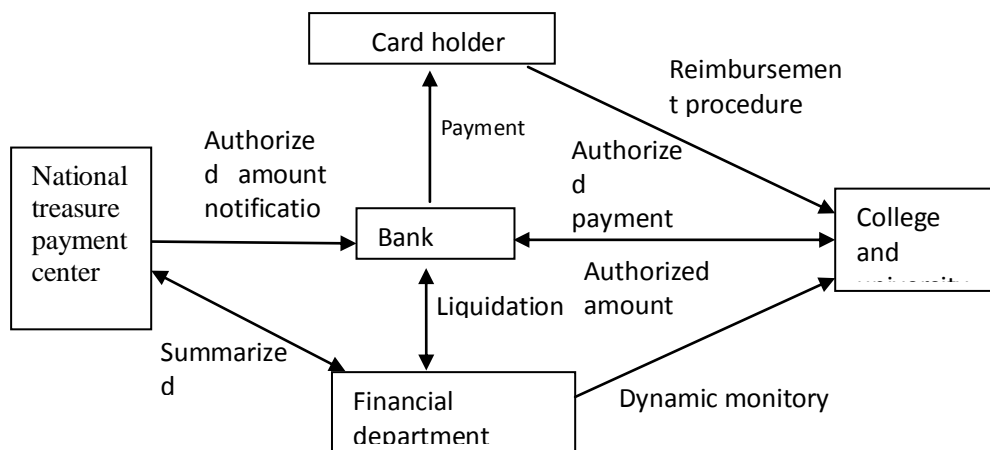 Card holder
Reimbursemen
t procedure
Payment
Authorize
d amount
notificatio
Authorize
d
payment
National
treasure
payment
center
Bank
College
and
university
Authorized
amount
Liquidation
Summarize
d
Financial
department
Dynamic monitory